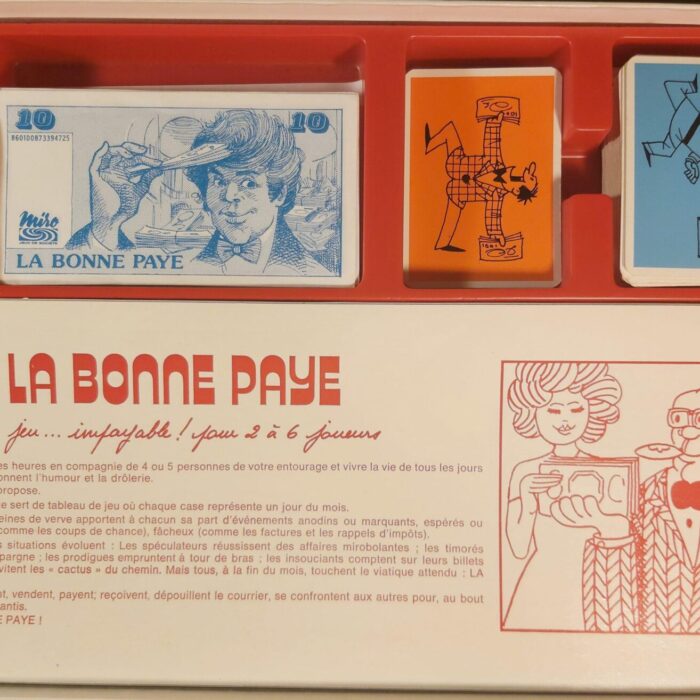 10
10
860100873394725
Miro
LA BONNE PAYE
LA BONNE PAYE
jeu... impayable! pour 2 à 6 joueurs
es heures en compagnie de 4 ou 5 personnes de votre entourage et vivre la vie de tous les jours
onnent l'humour et la drôlerie.
propose.
e sert de tableau de jeu où chaque case représente un jour du mois.
eines de verve apportent à chacun sa part d'événements anodins ou marquants, espérés ou
comme les coups de chance), fâcheux (comme les factures et les rappels d'impôts).
s situations évoluent : Les spéculateurs réussissent des affaires mirobolantes ; les timorés
pargne ; les prodigues empruntent à tour de bras ; les insouciants comptent sur leurs billets
vitent les « cactus » du chemin. Mais tous, à la fin du mois, touchent le viatique attendu : LA
nt, vendent, payent; reçoivent, dépouillent le courrier, se confrontent aux autres pour, au bout
antis.
E PAYE !